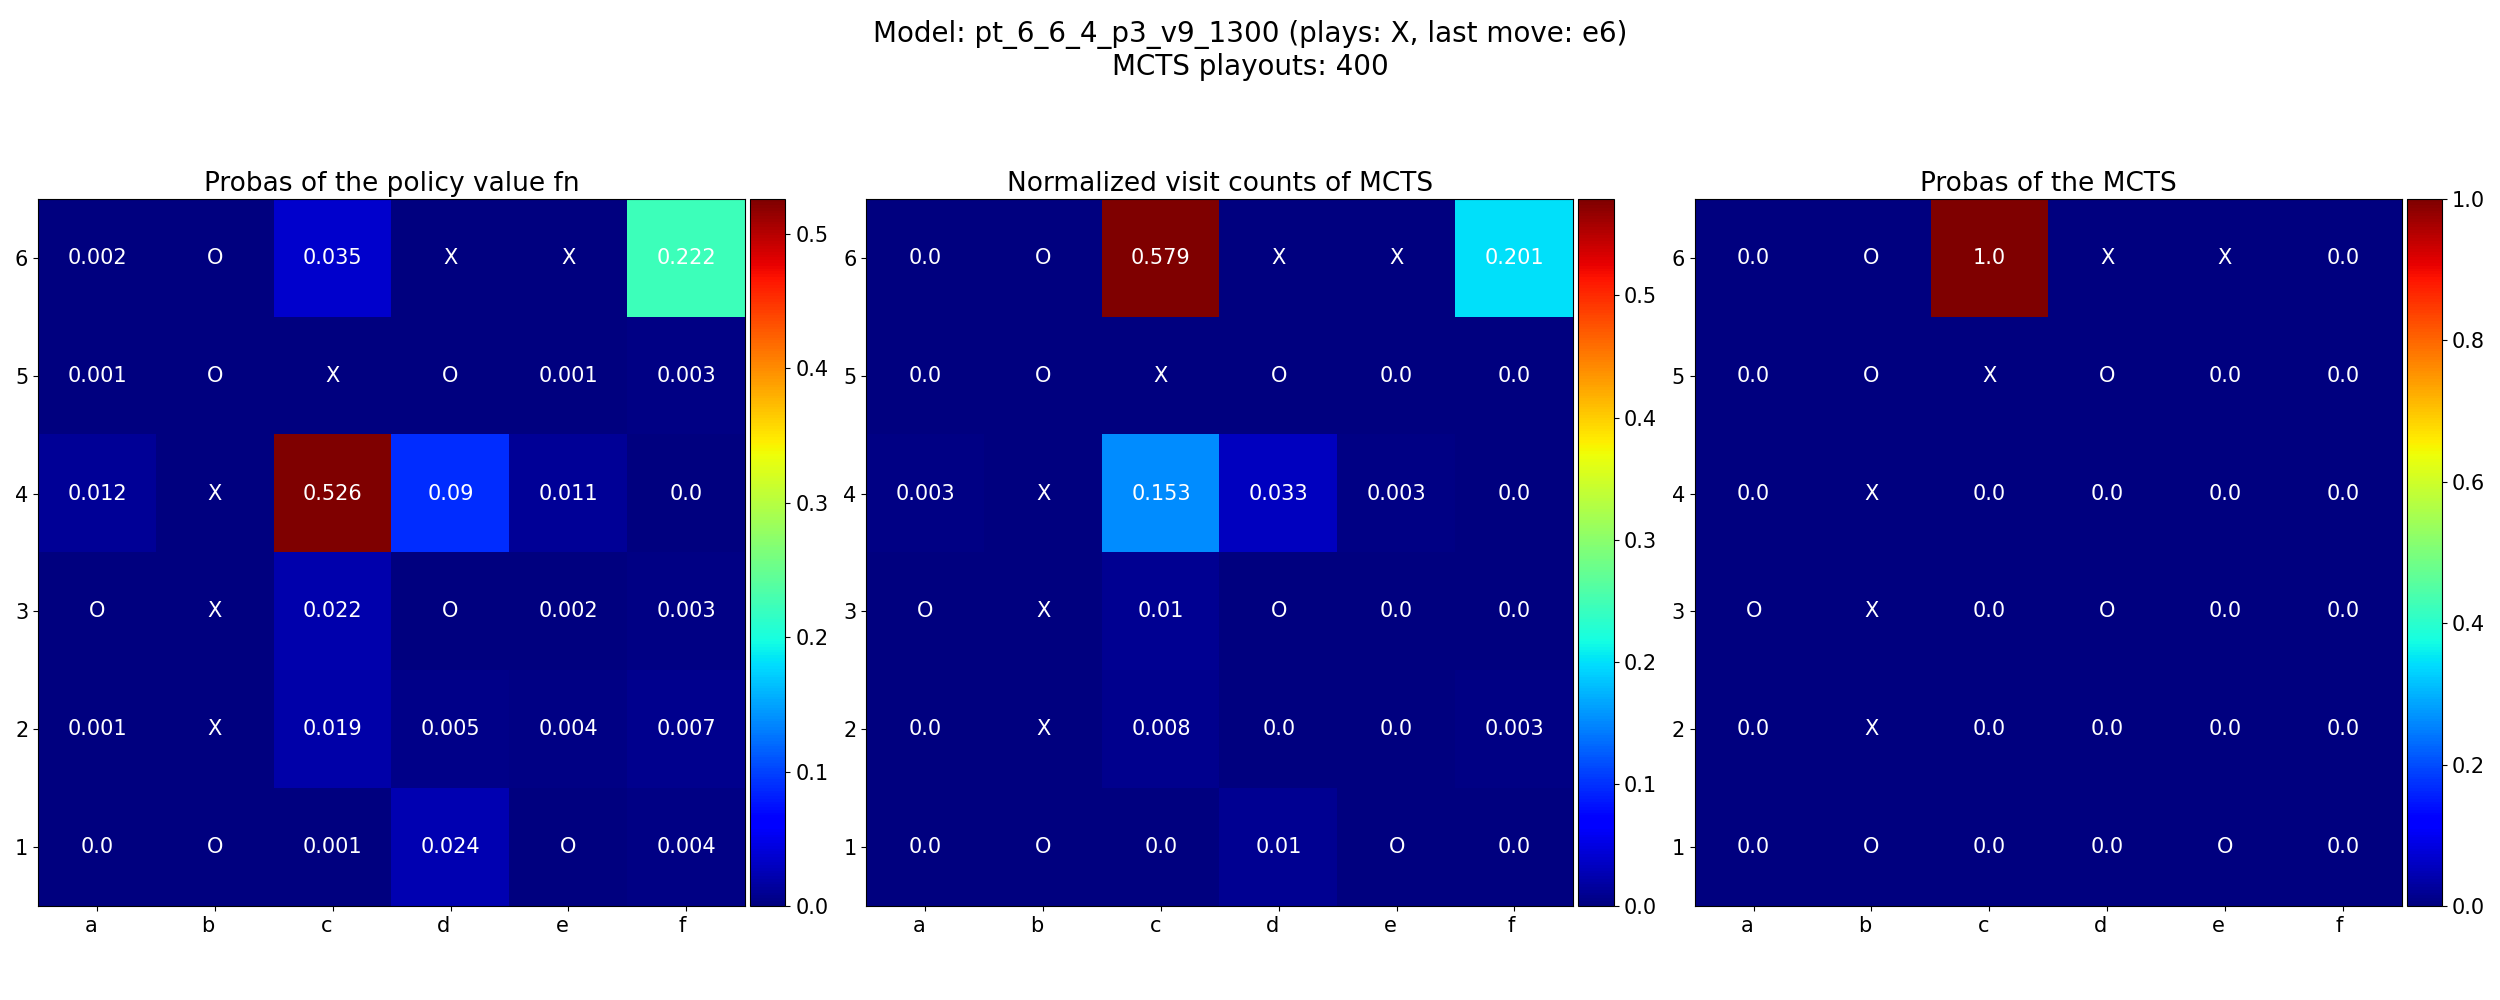 Model: pt_6_6_4_p3_v9_1300 (plays: X, last move: e6)
MCTS playouts: 400
Probas of the policy value fn
6 0.002 O 0.035 X X 0.222
5 0.001 O X O 0.001 0.003
4 0.012 X 0.526 0.09 0.011 0.0
3 O X 0.022 O 0.002 0.003
2 0.001 X 0.019 0.005 0.004 0.007
1 0.0 O 0.001 0.024 O 0.004
a b c d e f
0.5
0.4
0.3
0.2
0.1
0.0
Normalized visit counts of MCTS
6 0.0 O 0.579 X X 0.201
5 0.0 O X O 0.0 0.0
4 0.003 X 0.153 0.033 0.003 0.0
3 O X 0.01 O 0.0 0.0
2 0.0 X 0.008 0.0 0.0 0.003
1 0.0 O 0.0 0.01 O 0.0
a b c d e f
0.5
0.4
0.3
0.2
0.1
0.0
Probas of the MCTS
6 0.0 O 1.0 X X 0.0
5 0.0 O X O 0.0 0.0
4 0.0 X 0.0 0.0 0.0 0.0
3 O X 0.0 O 0.0 0.0
2 0.0 X 0.0 0.0 0.0 0.0
1 0.0 O 0.0 0.0 O 0.0
a b c d e f
1.0
0.8
0.6
0.4
0.2
0.0